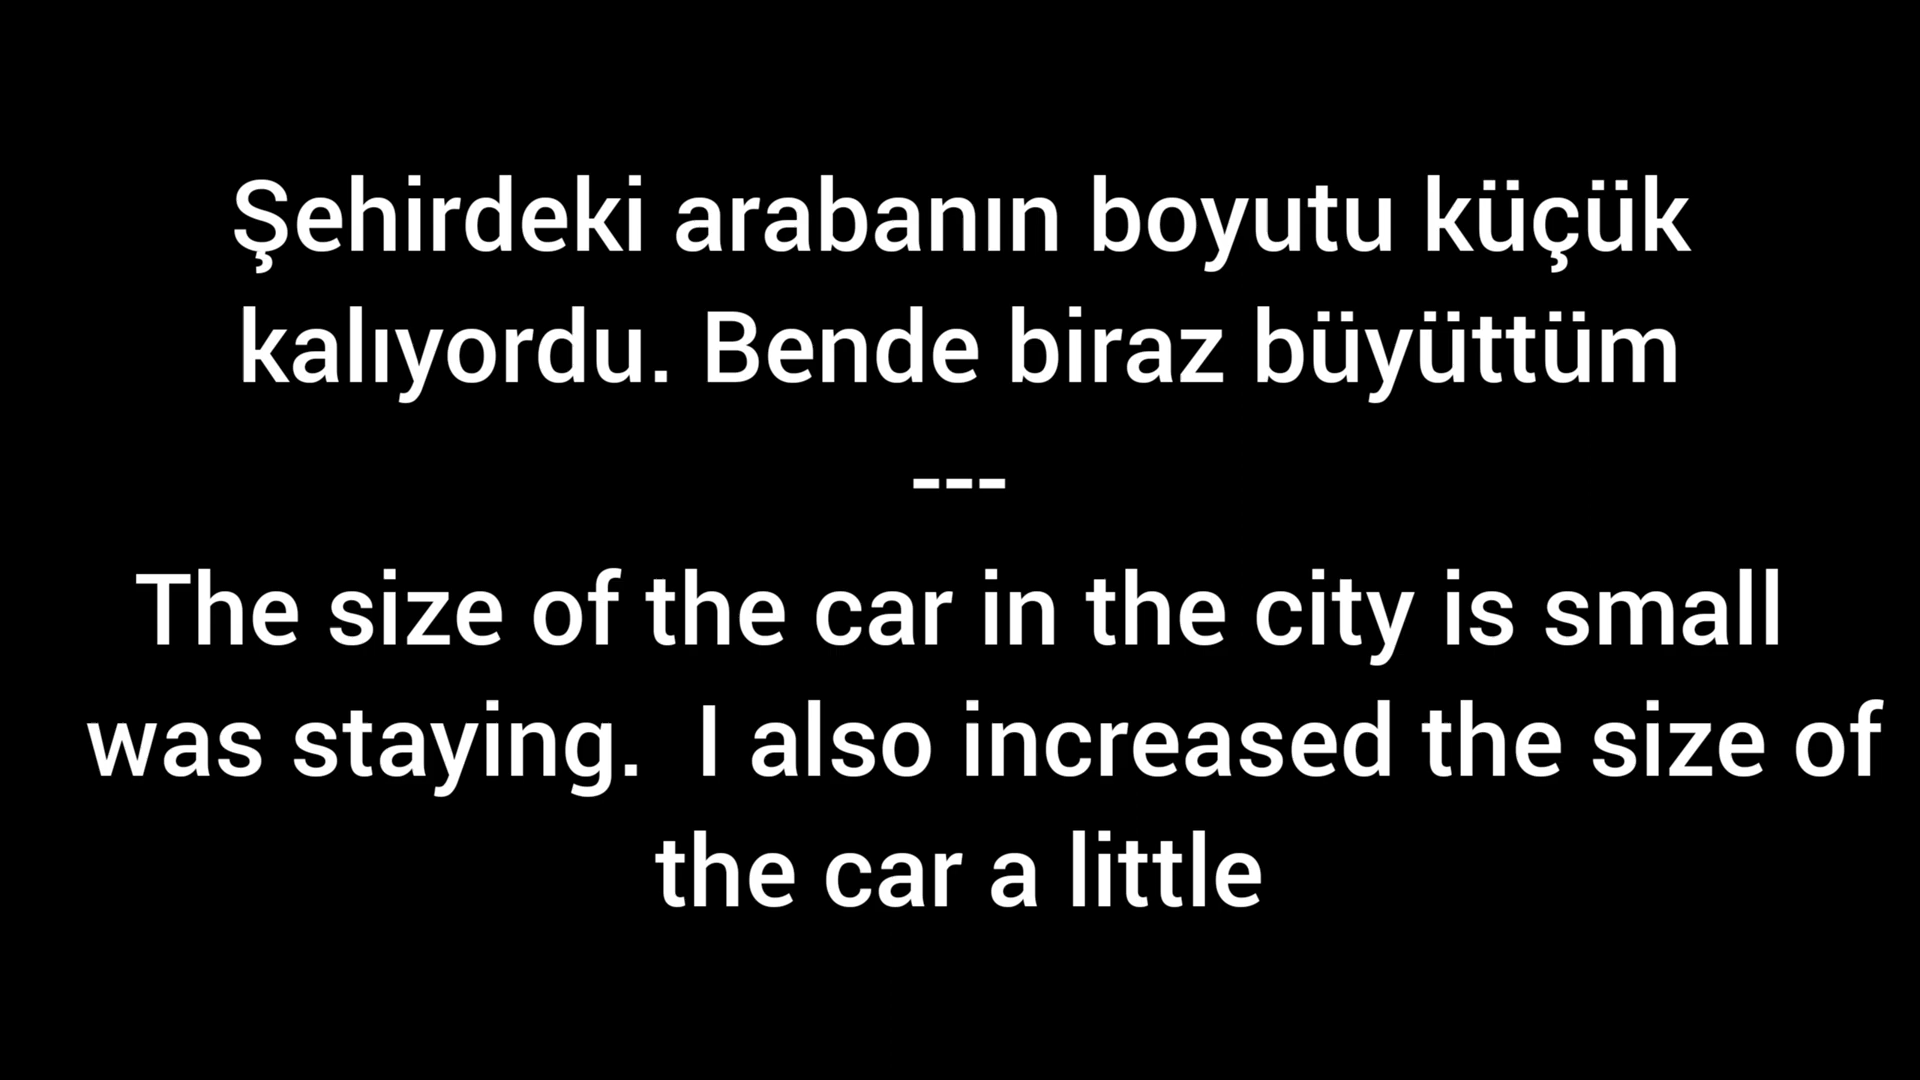 Şehirdeki arabanın boyutu küçük
kalıyordu. Bende biraz büyüttüm
---
The size of the car in the city is small
was staying.  I also increased the size of
the car a little